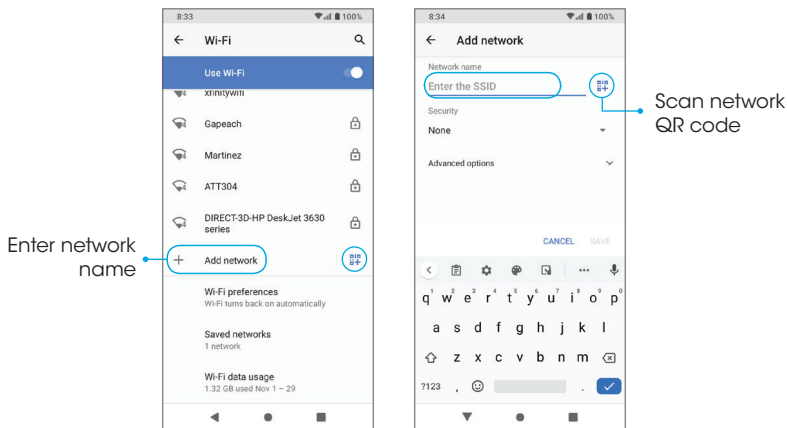 8:33
100%
Wi-Fi
Use Wi-Fi
xfinitywifi
Gapeach
Martinez
ATT304
DIRECT-3D-HP DeskJet 3630
series
Add network
Wi-Fi preferences
Wi-Fi turns back on automatically
Saved networks
1 network
Wi-Fi data usage
1.32 GB used Nov 1 – 29
Enter network
name
8:34
100%
Add network
Network name
Enter the SSID
Security
None
Advanced options
CANCEL SAVE
1 2 3 4 5 6 7 8 9 0
q w e r t y u i o p
a s d f g h j k l
z x c v b n m
?123 , .
Scan network
QR code